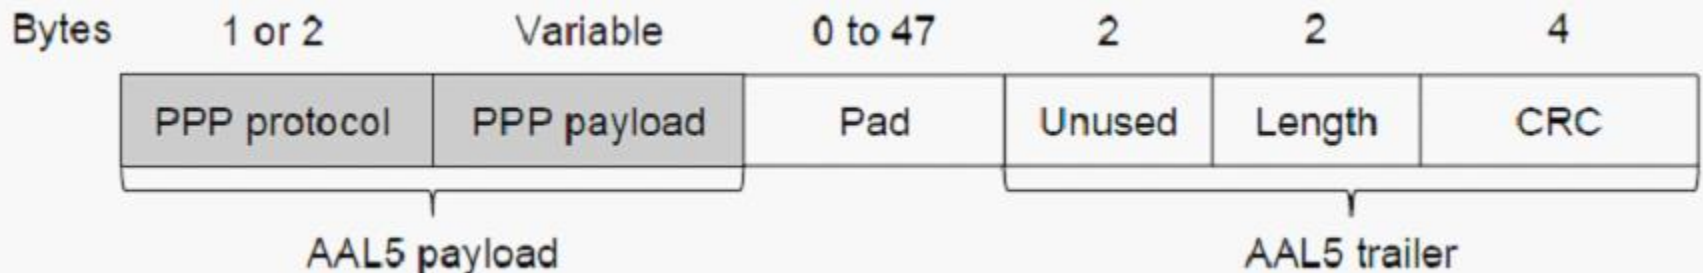 Bytes 1 or 2 Variable 0 to 47 2 2 4
PPP protocol PPP payload Pad Unused Length CRC
AAL5 payload AAL5 trailer